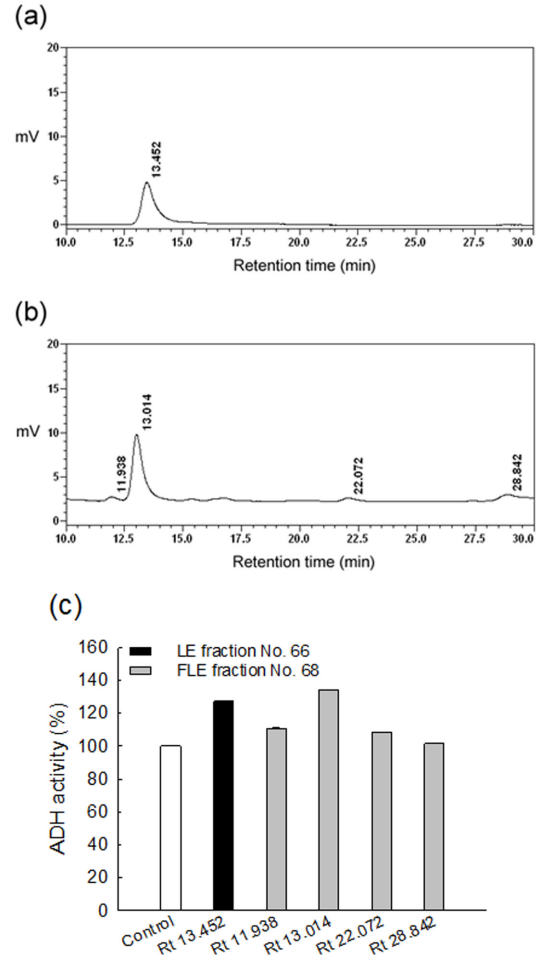 (a)
20
15
mV
10
5
0
13.452
10.0 12.5 15.0 17.5 20.0 22.5 25.0 27.5 30.0
Retention time (min)
(b)
20
15
mV
10
5
0
11.938
13.014
22.072
28.842
10.0 12.5 15.0 17.5 20.0 22.5 25.0 27.5 30.0
Retention time (min)
(c)
160
140
120
100
80
60
40
20
0
ADH activity (%)
LE fraction No. 66
FLE fraction No. 68
Control
Rt 13.452
Rt 11.938
Rt 13.014
Rt 22.072
Rt 28.842